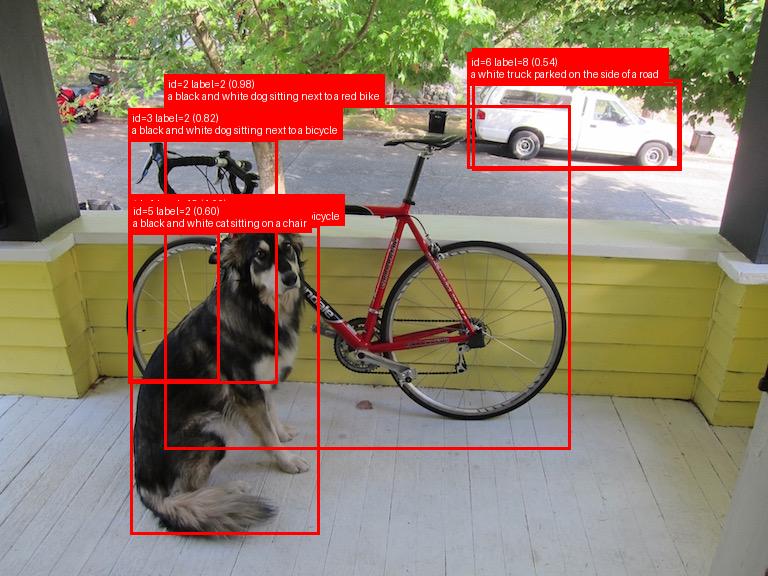 id=6 label=8 (0.54)
a white truck parked on the side of a road
id=2 label=2 (0.98)
a black and white dog sitting next to a red bike
id=3 label=2 (0.82)
a black and white dog sitting next to a bicycle
id=5 label=2 (0.60)
bicycle
a black and white cat sitting on a chair